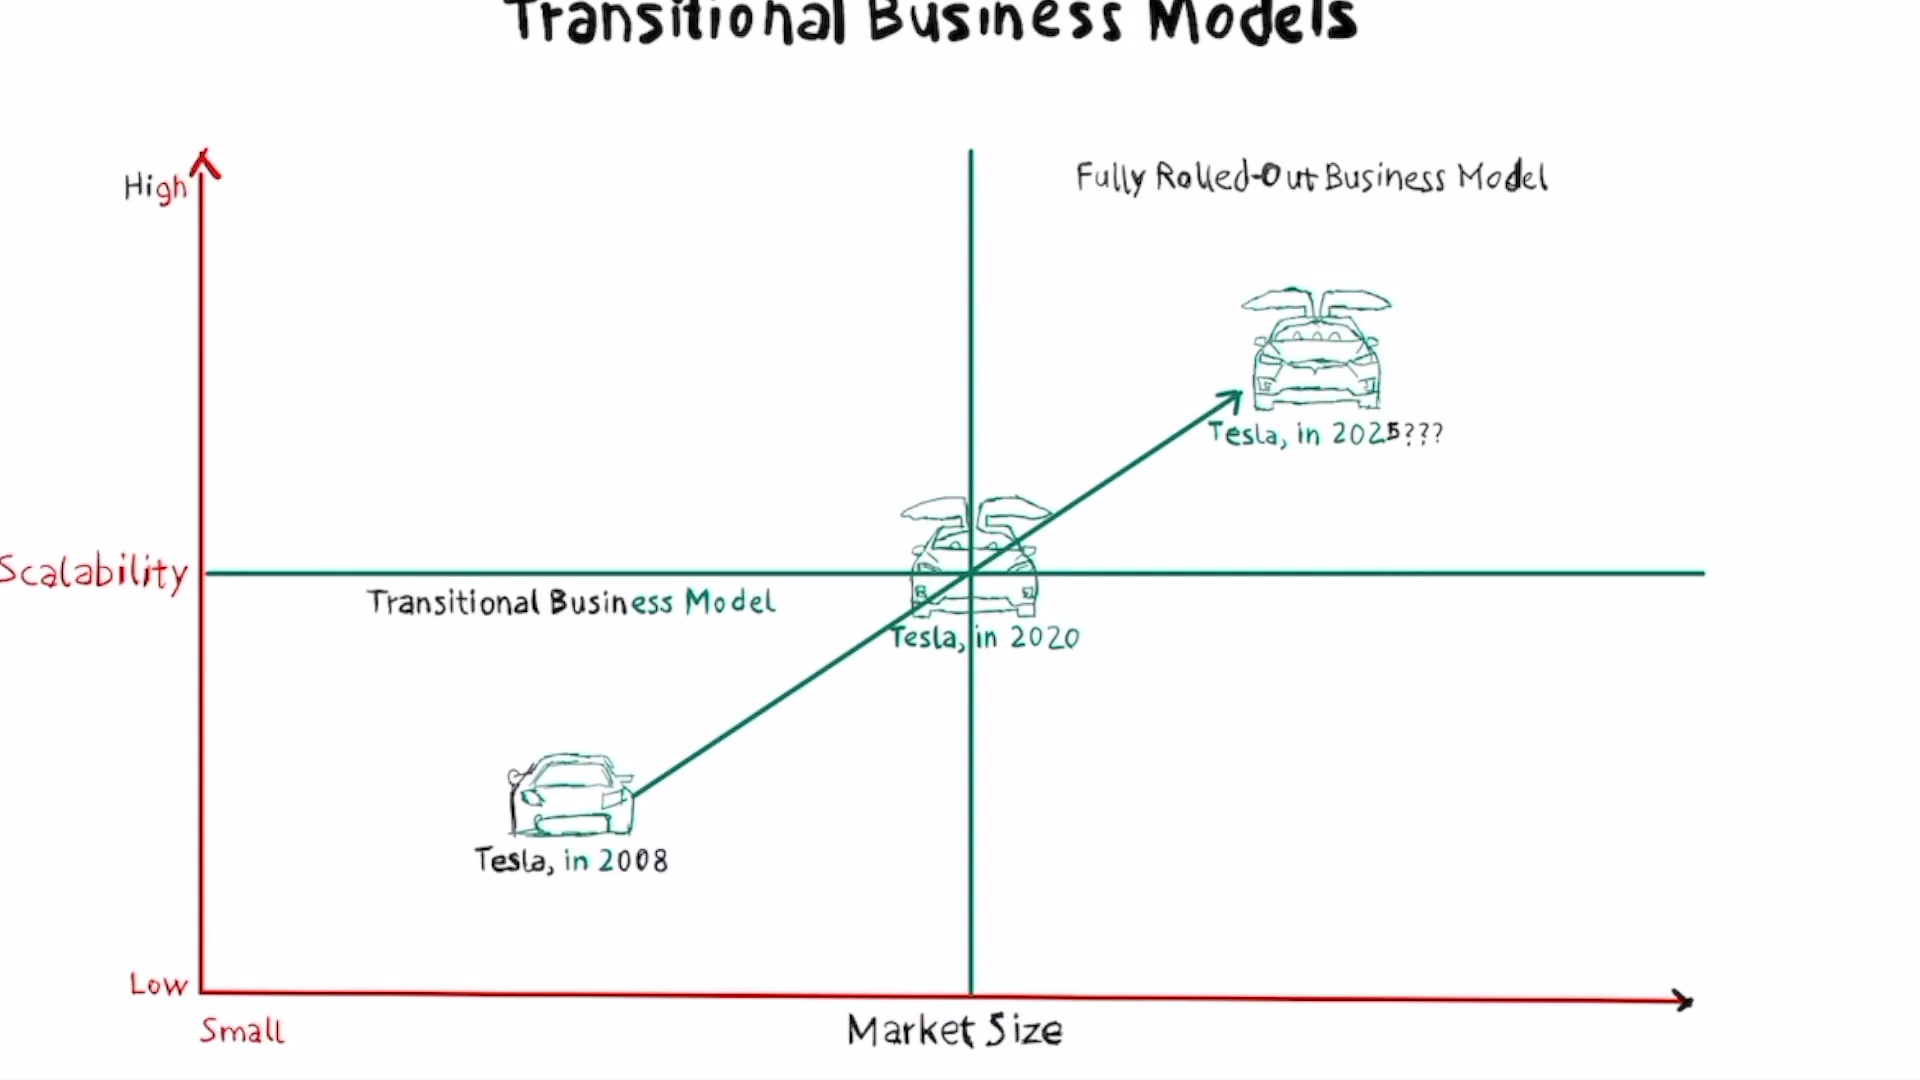 Transitional Business Models
High
Fully Rolled-Out Business Model
Tesla, in 2025???
Scalability
Transitional Business Model
Tesla, in 2020
Tesla, in 2008
Low
Small
Market Size